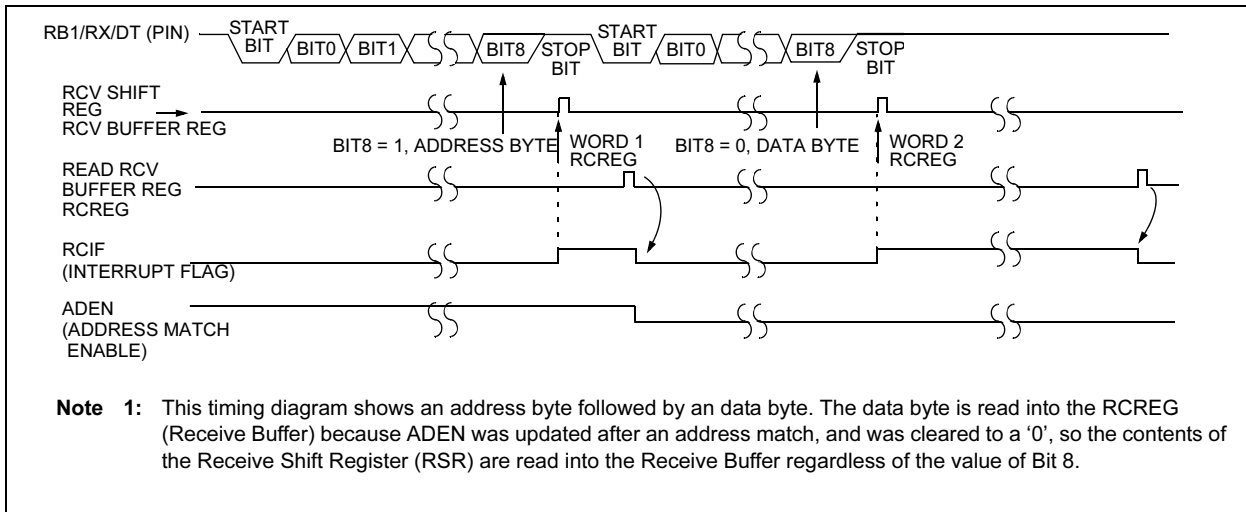 RB1/RX/DT (PIN)
START
BIT
BIT0
BIT1
BIT8
STOP
BIT
START
BIT
BIT0
BIT8
STOP
BIT
RCV SHIFT
REG
RCV BUFFER REG
BIT8 = 1, ADDRESS BYTE
WORD 1
RCREG
BIT8 = 0, DATA BYTE
WORD 2
RCREG
READ RCV
BUFFER REG
RCREG
RCIF
(INTERRUPT FLAG)
ADEN
(ADDRESS MATCH
ENABLE)
Note 1: This timing diagram shows an address byte followed by an data byte. The data byte is read into the RCREG
(Receive Buffer) because ADEN was updated after an address match, and was cleared to a ‘0’, so the contents of
the Receive Shift Register (RSR) are read into the Receive Buffer regardless of the value of Bit 8.